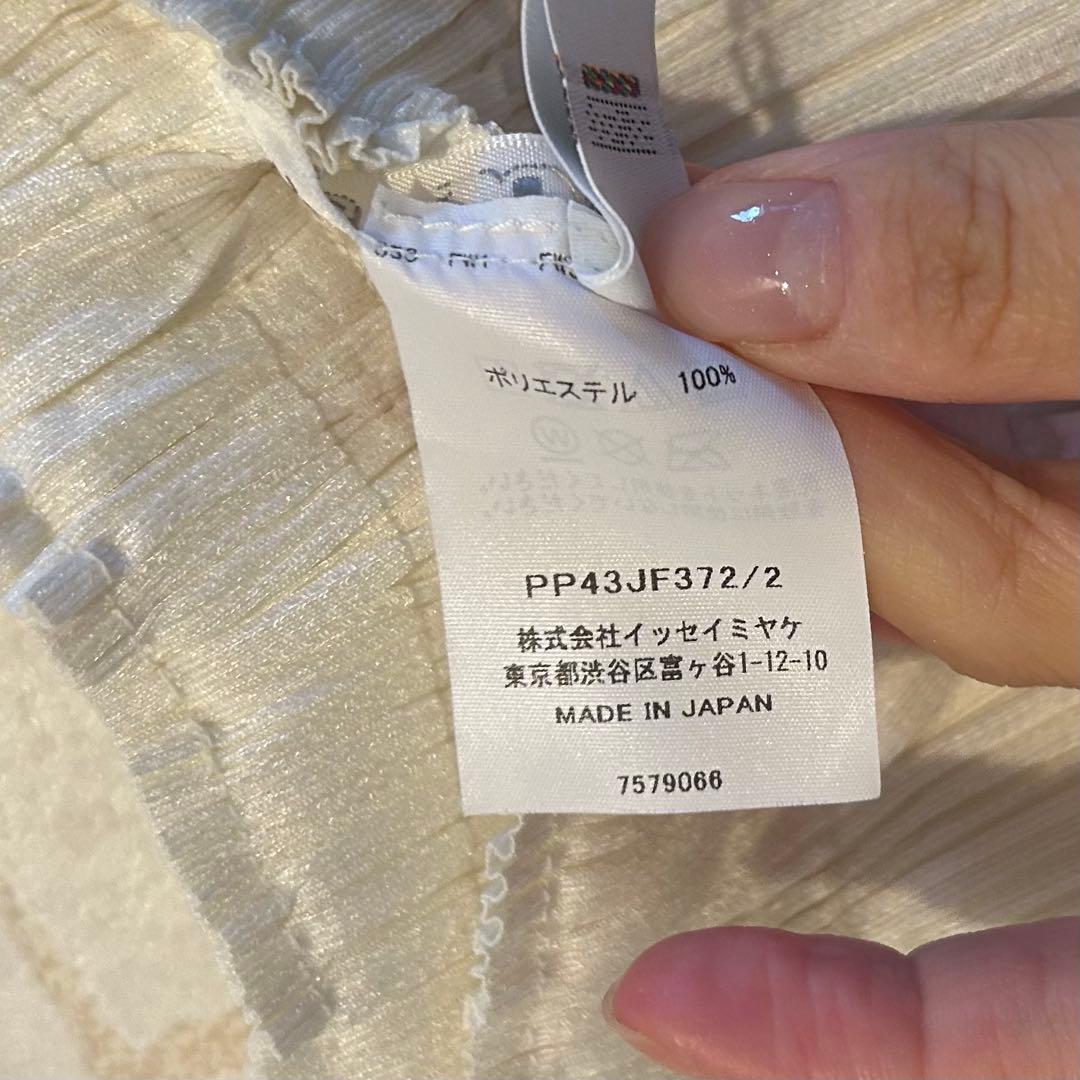 ポリエステル 100%
PP43JF372/2
株式会社イッセイミヤケ
東京都渋谷区富ヶ谷1-12-10
MADE IN JAPAN
7579066